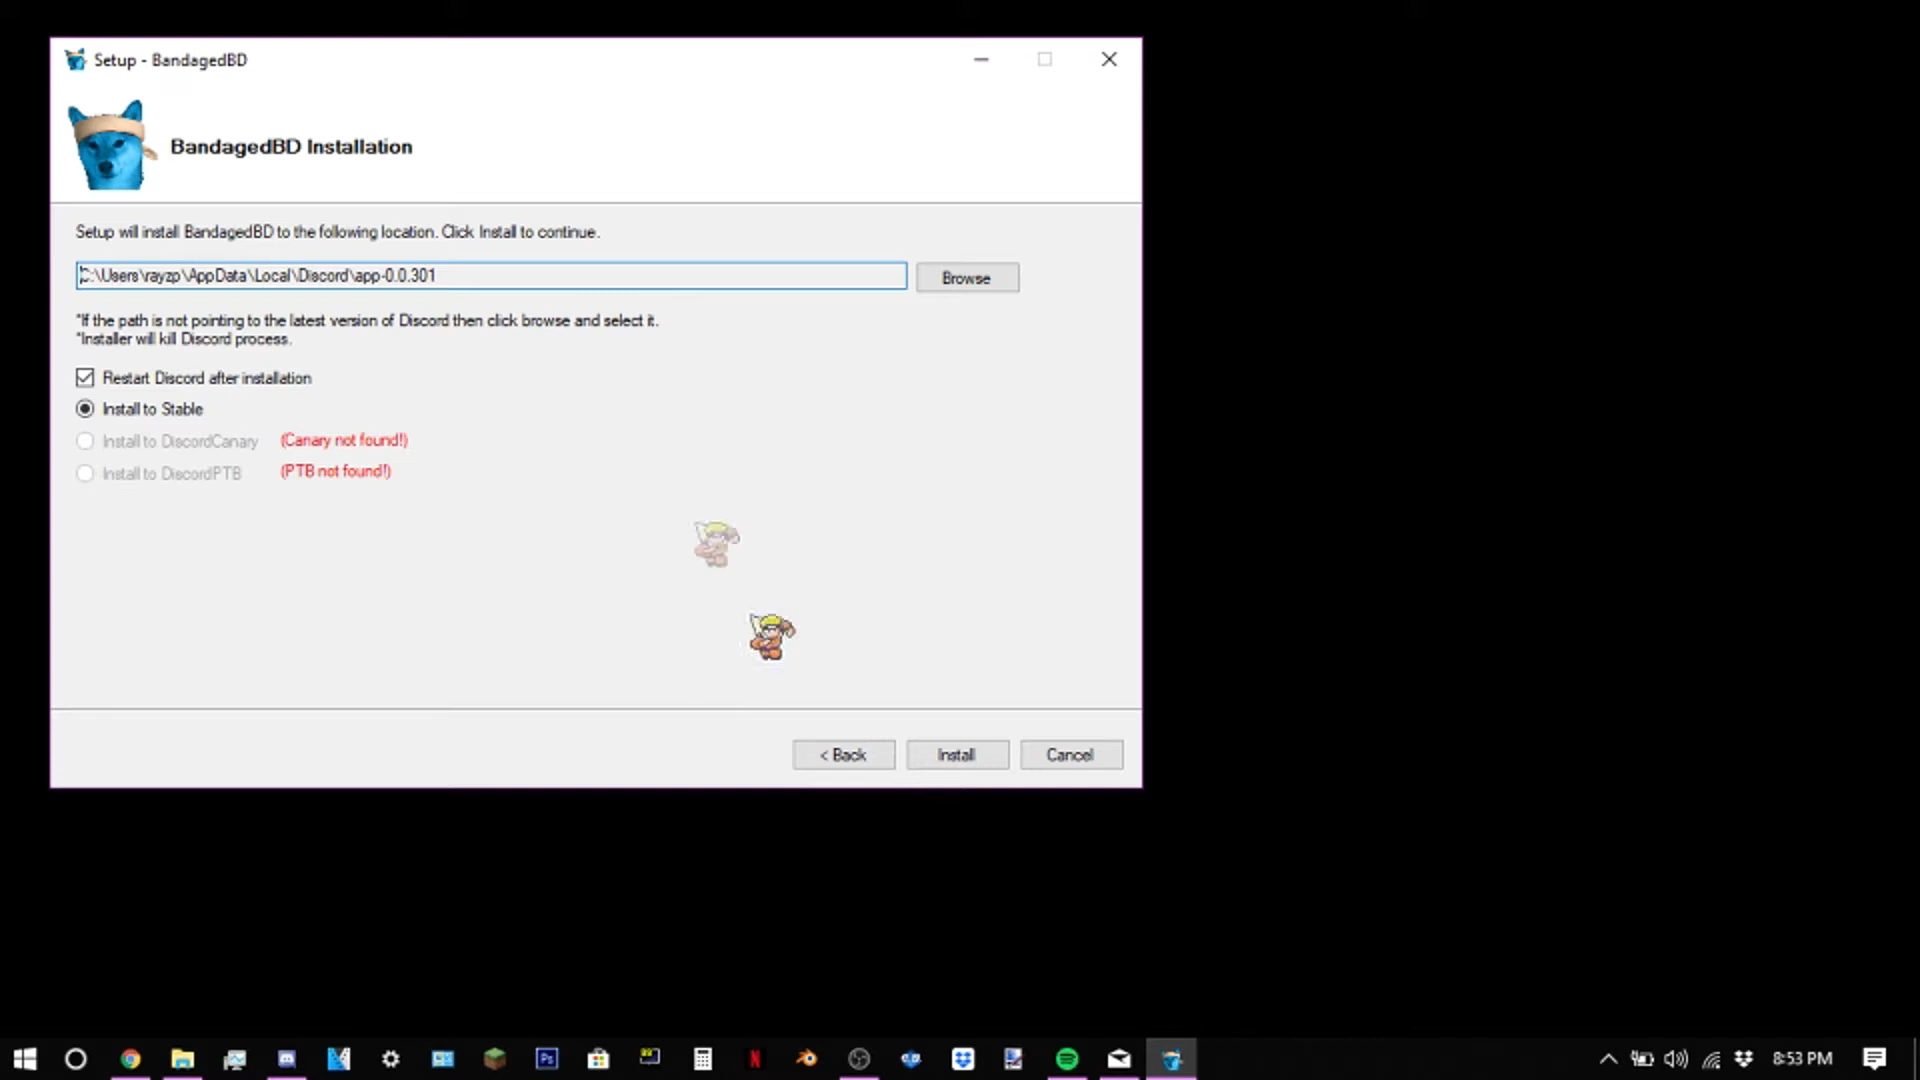 Setup - BandagedBD
BandagedBD Installation
Setup will install BandagedBD to the following location. Click Install to continue.
C:\Users\rayzp\AppData\Local\Discord\app-0.0.301
Browse
*If the path is not pointing to the latest version of Discord then click browse and select it.
*Installer will kill Discord process.
Restart Discord after installation
Install to Stable
Install to DiscordCanary (Canary not found!)
Install to DiscordPTB (PTB not found!)
< Back Install Cancel
Ps
8:53 PM